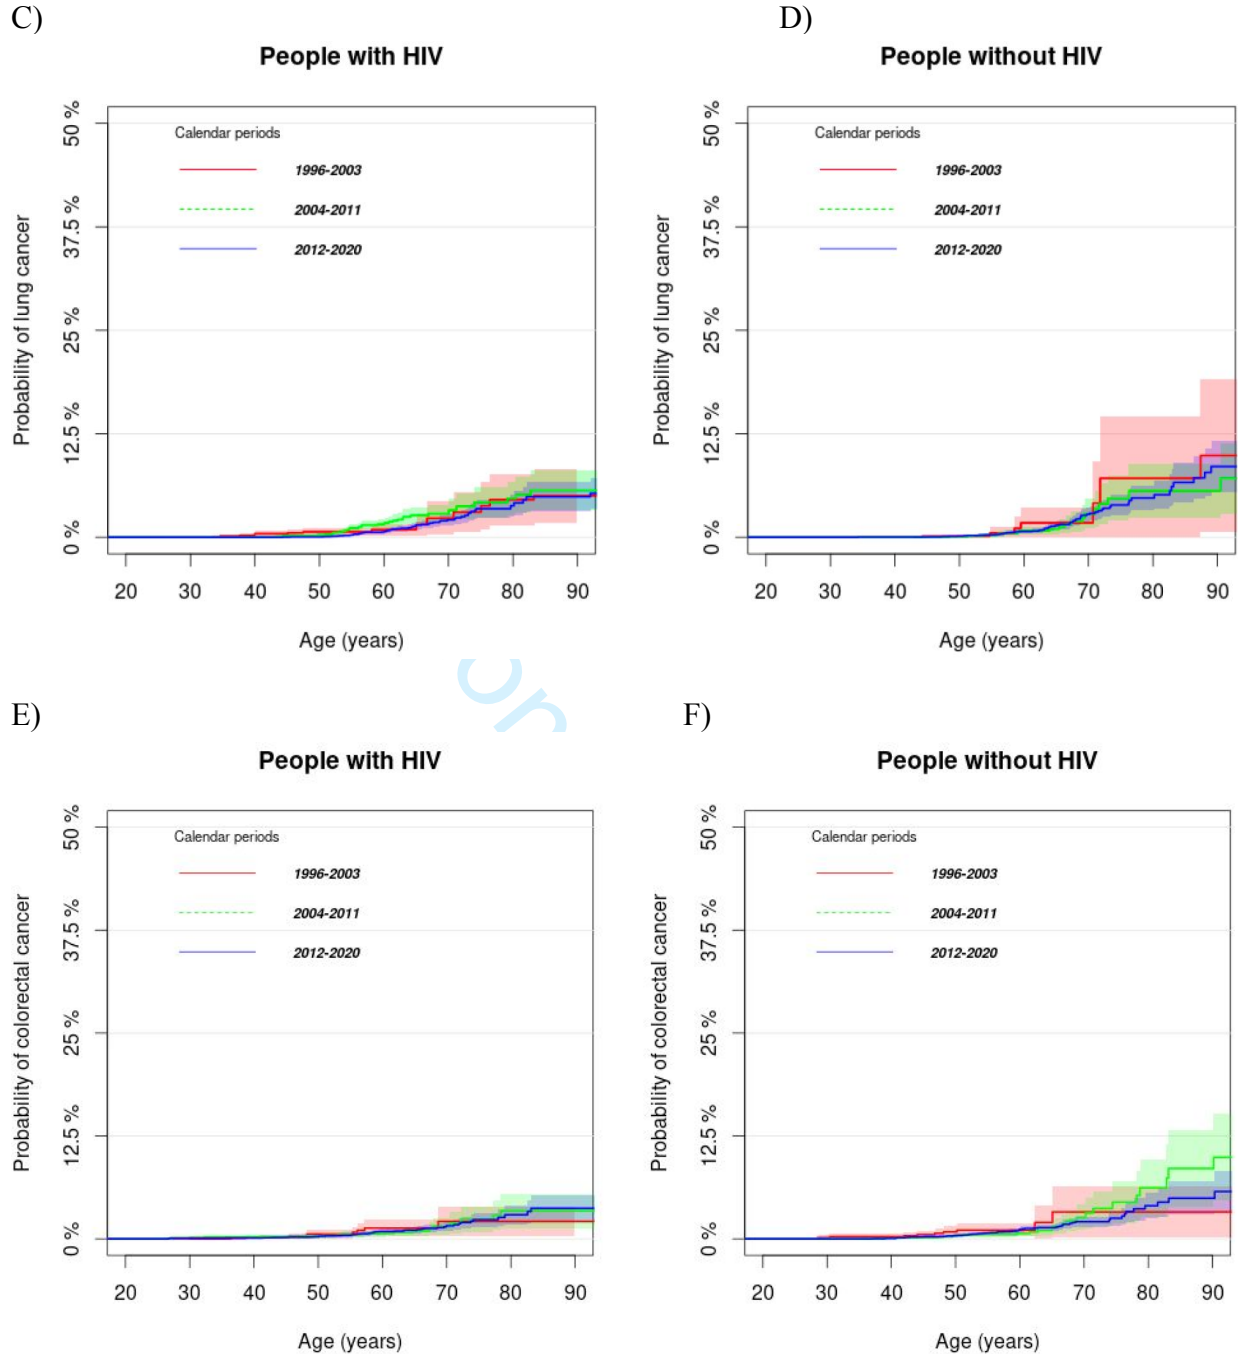 C)
D)
People with HIV
People without HIV
Calendar periods
1996-2003
2004-2011
2012-2020
Probability of lung cancer
0 %
12.5 %
25 %
37.5 %
50 %
20 30 40 50 60 70 80 90
Age (years)
Calendar periods
1996-2003
2004-2011
2012-2020
Probability of lung cancer
0 %
12.5 %
25 %
37.5 %
50 %
20 30 40 50 60 70 80 90
Age (years)
or
E)
F)
People with HIV
People without HIV
Calendar periods
1996-2003
2004-2011
2012-2020
Probability of colorectal cancer
0 %
12.5 %
25 %
37.5 %
50 %
20 30 40 50 60 70 80 90
Age (years)
Calendar periods
1996-2003
2004-2011
2012-2020
Probability of colorectal cancer
0 %
12.5 %
25 %
37.5 %
50 %
20 30 40 50 60 70 80 90
Age (years)